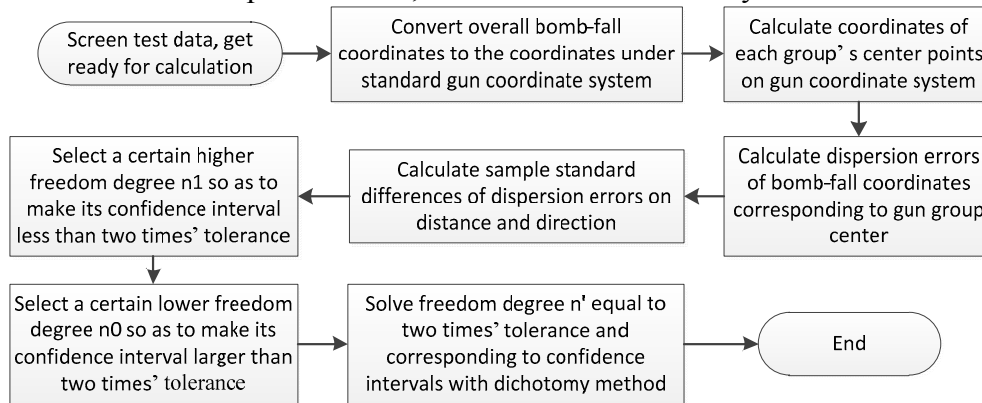 Screen test data, get
ready for calculation
Convert overall bomb-fall
coordinates to the coordinates under
standard gun coordinate system
Calculate coordinates of
each group's center points
on gun coordinate system
Calculate dispersion errors
of bomb-fall coordinates
corresponding to gun group
center
Calculate sample standard
differences of dispersion errors on
distance and direction
Select a certain higher
freedom degree n1 so as to
make its confidence interval
less than two times' tolerance
Select a certain lower freedom
degree n0 so as to make its
confidence interval larger than
two times' tolerance
Solve freedom degree n' equal to
two times' tolerance and
corresponding to confidence
intervals with dichotomy method
End